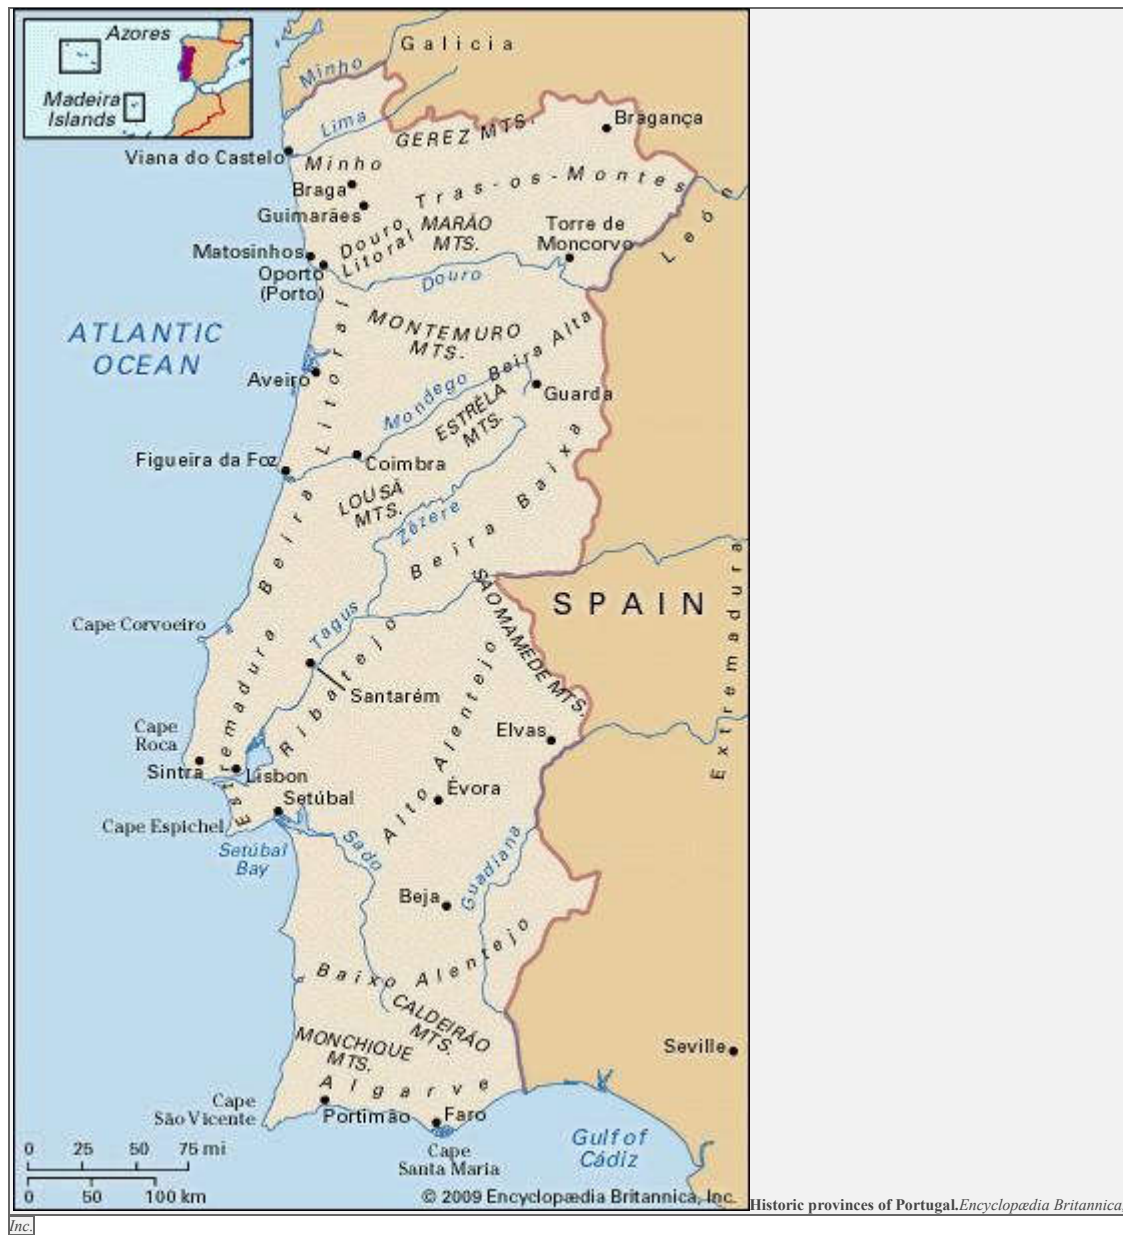 Azores
Madeira
Islands
Galicia
Minho
Lima
GEREZ MTS.
Bragança
Viana do Castelo
Minho
Braga
Guimarães
Tras-os-Montes
MARÃO
MTS.
Torre de
Moncorvo
León
Matosinhos
Oporto
(Porto)
Douro
Litoral
Douro
ATLANTIC
OCEAN
MONTEMURO
MTS.
Beira Alta
Aveiro
Mondego
ESTRÊLA
MTS.
Guarda
Figueira da Foz
Coimbra
LOUSÃ
MTS.
Zêzere
Beira Baixa
Beira Litoral
SÃO MAMEDE MTS.
SPAIN
Extremadura
Cape Corvoeiro
Tagus
Santarém
Ribatejo
Estremadura
Cape
Roca
Sintra
Lisbon
Setúbal
Cape Espichel
Setúbal
Bay
Elvas
Alto Alentejo
Évora
Sado
Guadiana
Beja
Baixo Alentejo
CALDEIRÃO
MTS.
MONCHIQUE
MTS.
Algarve
Seville
Cape
São Vicente
Portimão
Faro
Cape
Santa Maria
Gulf of
Cádiz
0 25 50 75 mi
0 50 100 km
© 2009 Encyclopædia Britannica, Inc.
Historic provinces of Portugal.Encyclopædia Britannica,
Inc.